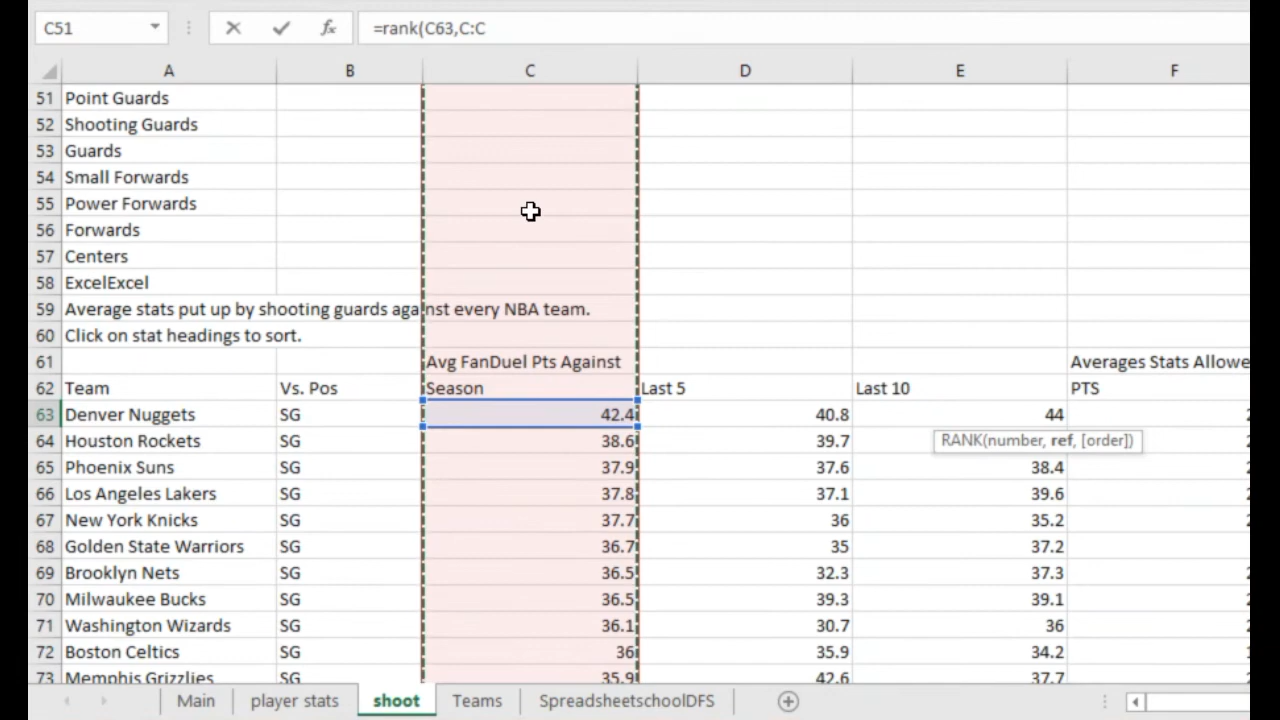 C51 fx =rank(C63,C:C
A B C D E F
51 Point Guards
52 Shooting Guards
53 Guards
54 Small Forwards
55 Power Forwards
56 Forwards
57 Centers
58 ExcelExcel
59 Average stats put up by shooting guards against every NBA team.
60 Click on stat headings to sort.
61 Avg FanDuel Pts Against Averages Stats Allowe
62 Team Vs. Pos Season Last 5 Last 10 PTS
63 Denver Nuggets SG 42.4 40.8 44
64 Houston Rockets SG 38.6 39.7 RANK(number, ref, [order])
65 Phoenix Suns SG 37.9 37.6 38.4
66 Los Angeles Lakers SG 37.8 37.1 39.6
67 New York Knicks SG 37.7 36 35.2
68 Golden State Warriors SG 36.7 35 37.2
69 Brooklyn Nets SG 36.5 32.3 37.3
70 Milwaukee Bucks SG 36.5 39.3 39.1
71 Washington Wizards SG 36.1 30.7 36
72 Boston Celtics SG 36 35.9 34.2
73 Memphis Grizzlies SG 35.9 42.6 37.7
Main player stats shoot Teams SpreadsheetschoolDFS